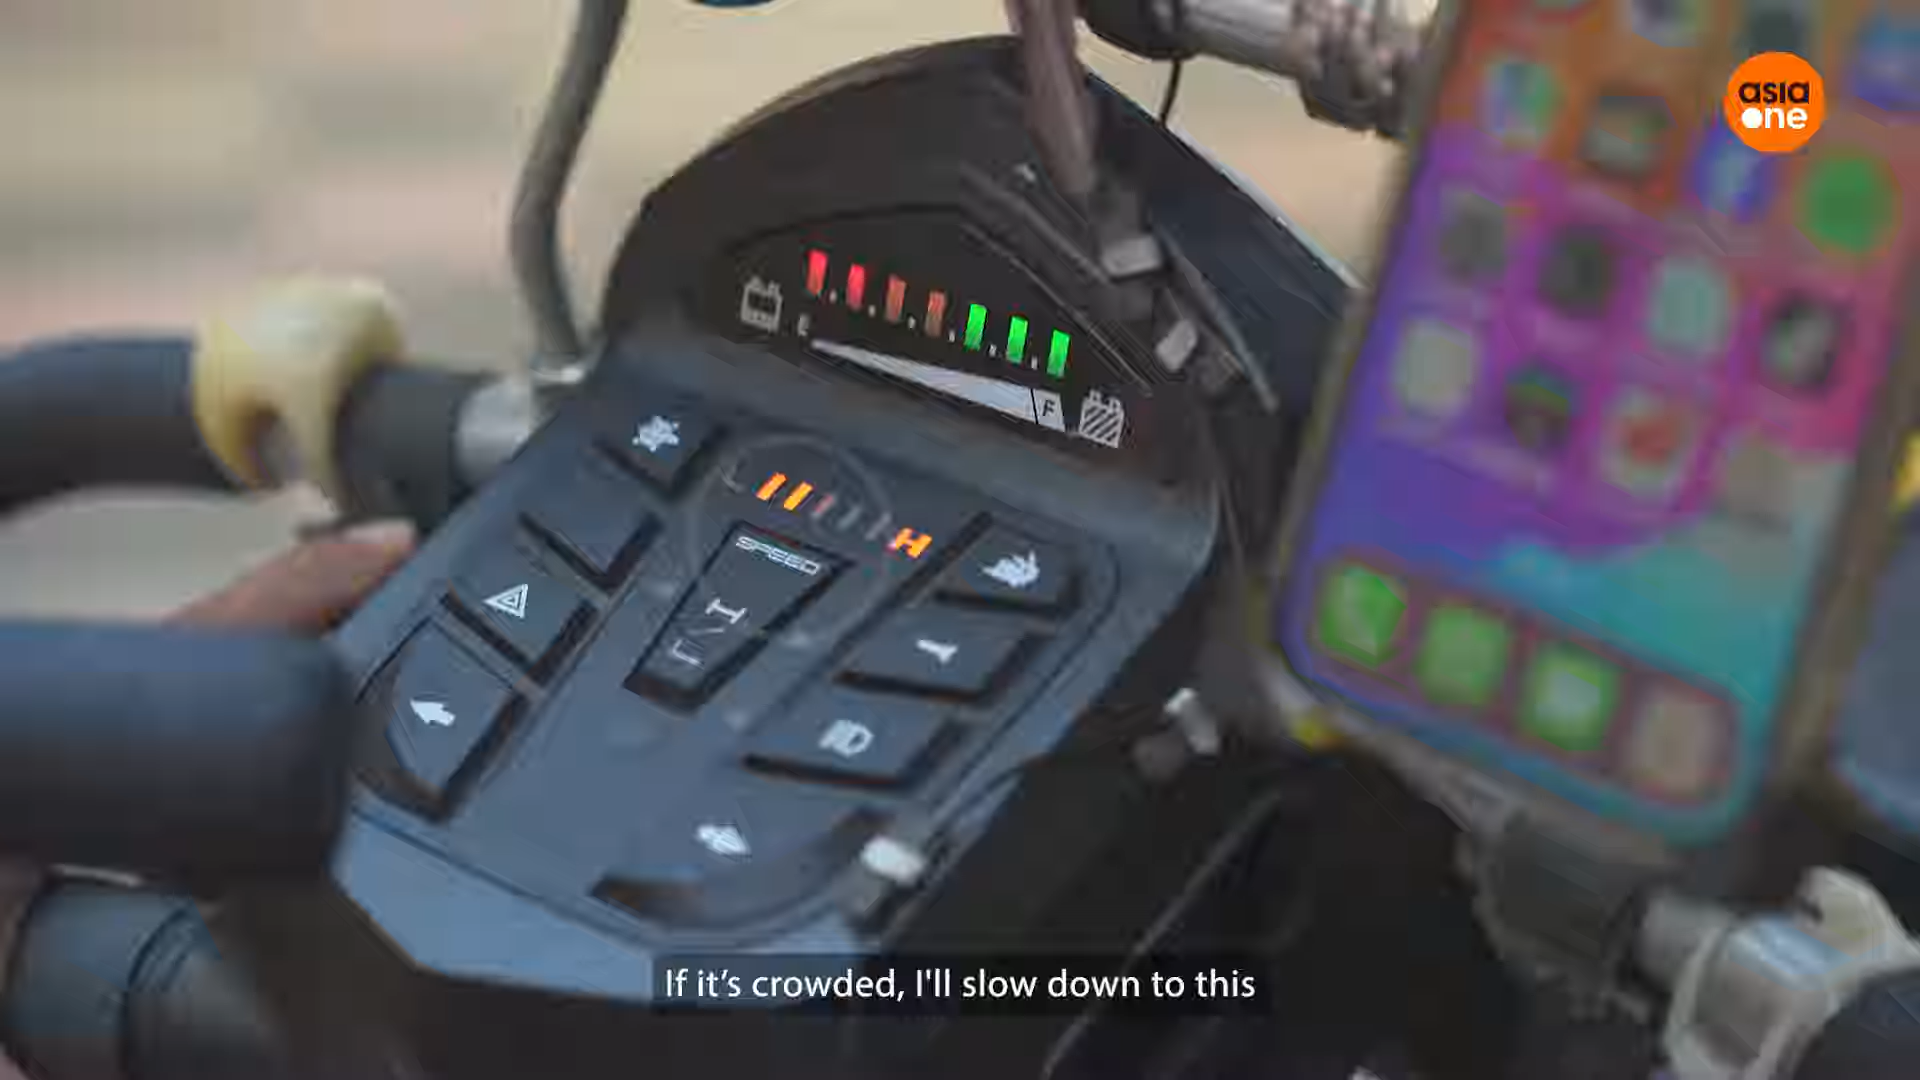 asia
one
E
F
L
H
SPEED
If it's crowded, I'll slow down to this